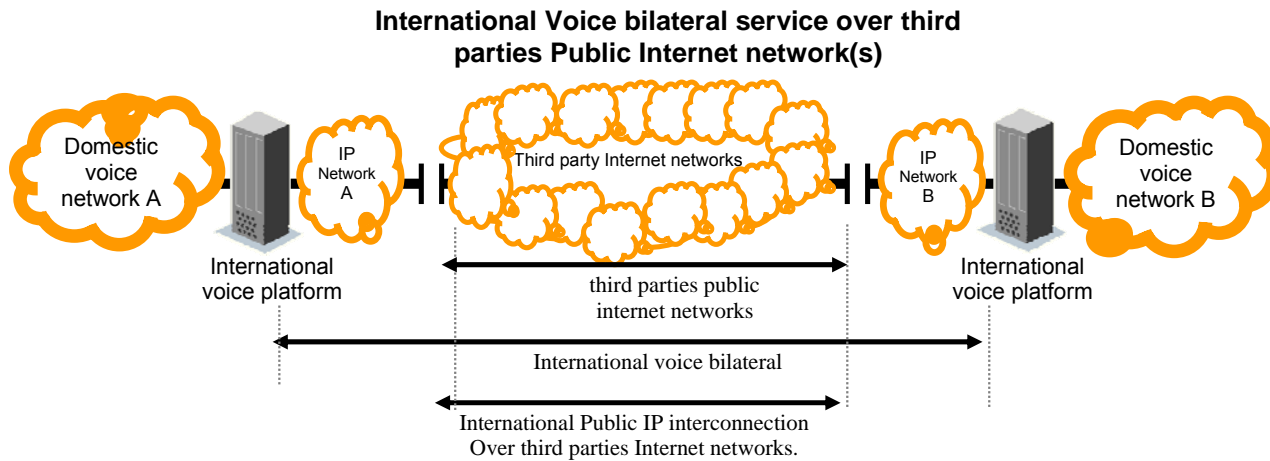 International Voice bilateral service over third
parties Public Internet network(s)
Domestic
voice
network A
IP
Network
A
Third party Internet networks
IP
Network
B
Domestic
voice
network B
International
voice platform
International
voice platform
third parties public
internet networks
International voice bilateral
International Public IP interconnection
Over third parties Internet networks.